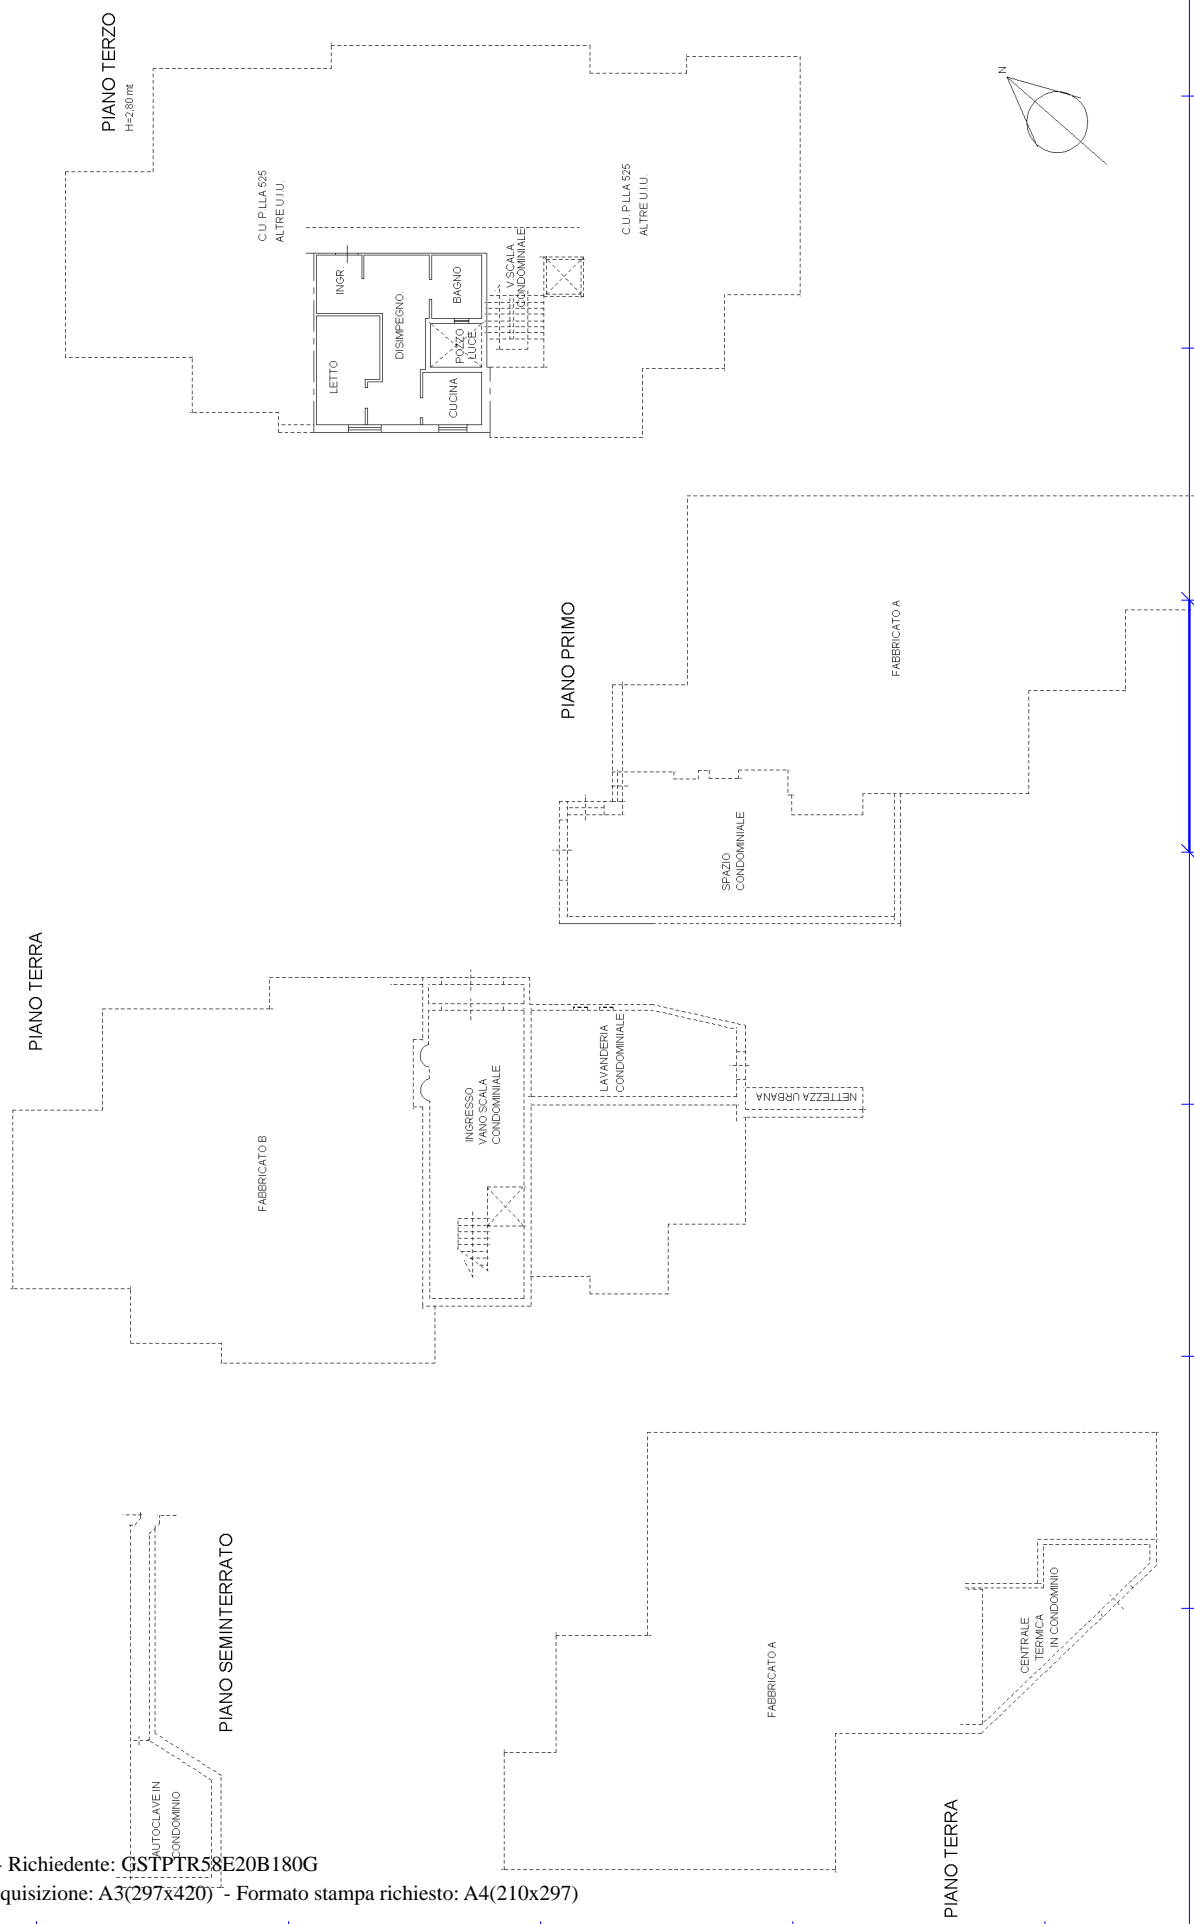 PIANO TERZO
H=2,80 mt
N
C.U. P.LLA 525
ALTRE U.I.U.
C.U. P.LLA 525
ALTRE U.I.U.
INGR.
BAGNO
V.SCALA
CONDOMINIALE
DISIMPEGNO.
POZZO
LUCE
LETTO
CUCINA
PIANO PRIMO
FABBRICATO A
SPAZIO
CONDOMINIALE
PIANO TERRA
FABBRICATO B
INGRESSO
VANO SCALA
CONDOMINIALE
LAVANDERIA
CONDOMINIALE
NETTEZZA URBANA
PIANO SEMINTERRATO
AUTOCLAVE IN
CONDOMINIO
FABBRICATO A
CENTRALE
TERMICA
IN CONDOMINIO
PIANO TERRA
- Richiedente: GSTPTR58E20B180G
quisizione: A3(297x420) - Formato stampa richiesto: A4(210x297)